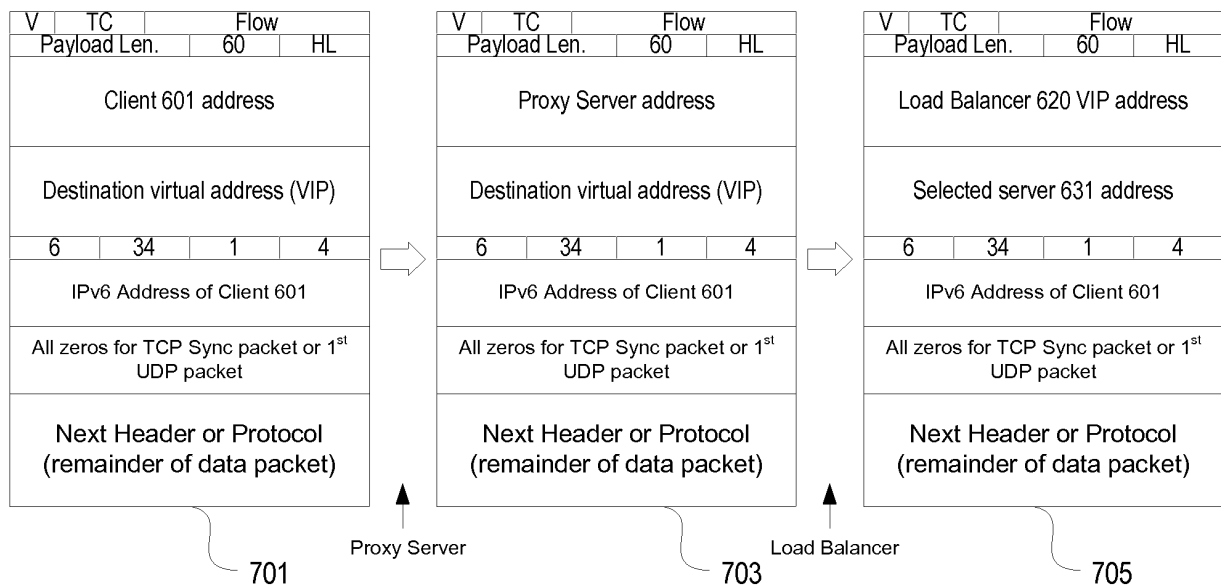 V TC Flow
Payload Len. 60 HL
Client 601 address
Destination virtual address (VIP)
6 34 1 4
IPv6 Address of Client 601
All zeros for TCP Sync packet or 1st
UDP packet
Next Header or Protocol
(remainder of data packet)
701
Proxy Server
V TC Flow
Payload Len. 60 HL
Proxy Server address
Destination virtual address (VIP)
6 34 1 4
IPv6 Address of Client 601
All zeros for TCP Sync packet or 1st
UDP packet
Next Header or Protocol
(remainder of data packet)
703
Load Balancer
V TC Flow
Payload Len. 60 HL
Load Balancer 620 VIP address
Selected server 631 address
6 34 1 4
IPv6 Address of Client 601
All zeros for TCP Sync packet or 1st
UDP packet
Next Header or Protocol
(remainder of data packet)
705